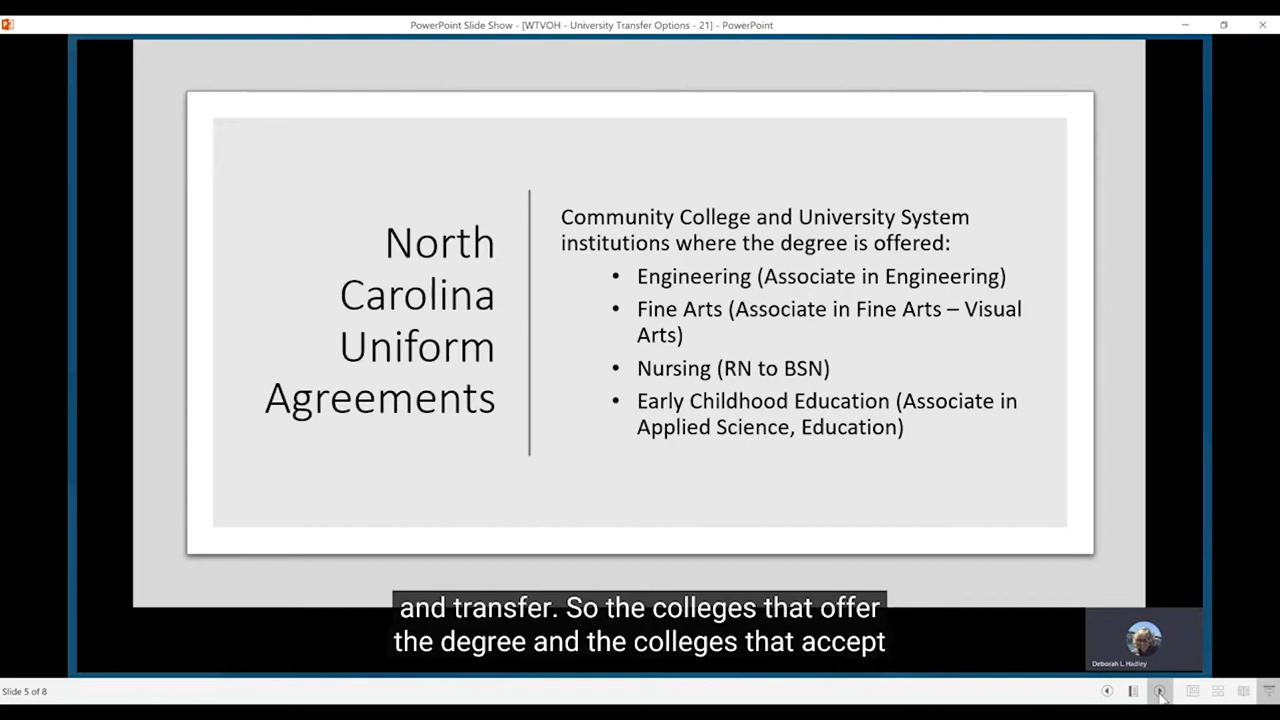 PowerPoint Slide Show - [WTVOH - University Transfer Options - 21] - PowerPoint
North
Carolina
Uniform
Agreements
Community College and University System
institutions where the degree is offered:
• Engineering (Associate in Engineering)
• Fine Arts (Associate in Fine Arts – Visual
Arts)
• Nursing (RN to BSN)
• Early Childhood Education (Associate in
Applied Science, Education)
and transfer. So the colleges that offer
the degree and the colleges that accept
Deborah L. Hadley
Slide 5 of 8